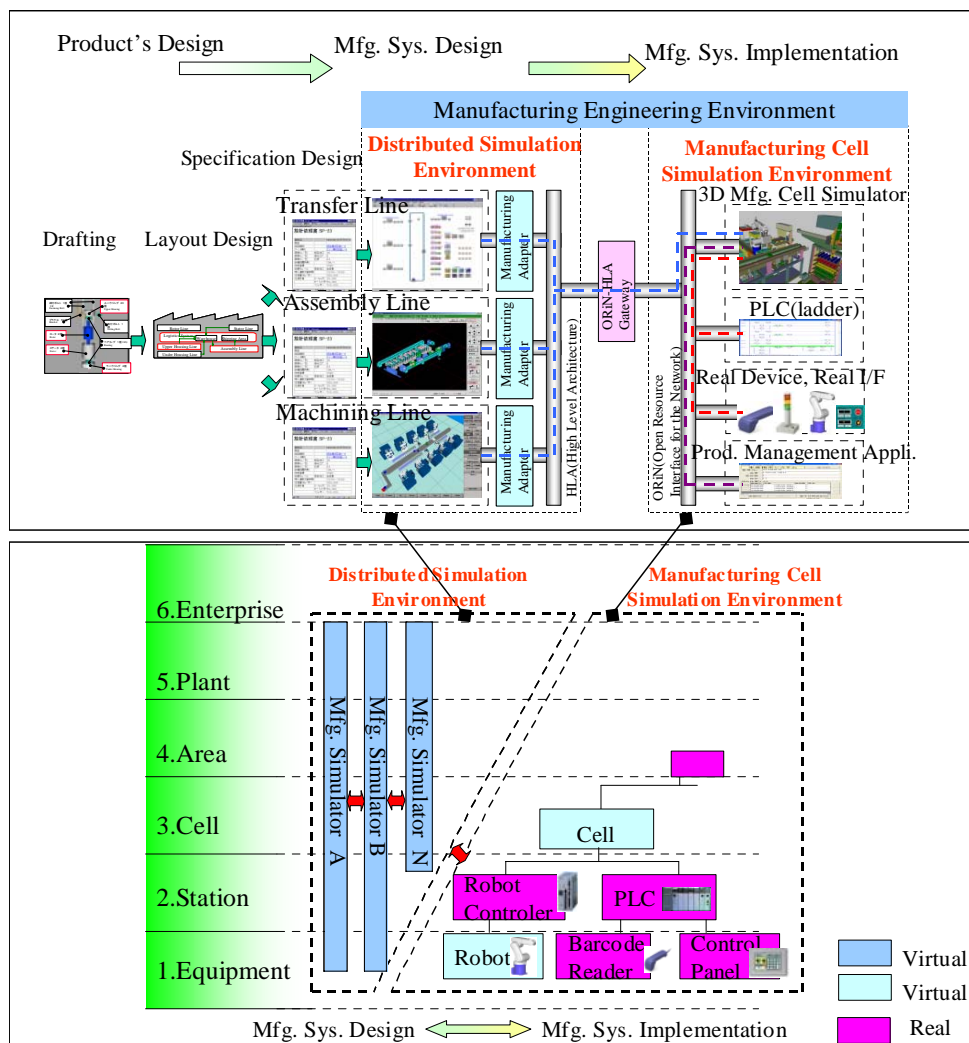 Product's Design
Mfg. Sys. Design
Mfg. Sys. Implementation
Manufacturing Engineering Environment
Specification Design
Distributed Simulation
Environment
Manufacturing Cell
Simulation Environment
Drafting
Layout Design
Transfer Line
Assembly Line
Machining Line
Manufacturing
Adapter
Manufacturing
Adapter
Manufacturing
Adapter
HLA(High Level Architecture)
ORiN-HLA
Gateway
ORiN(Open Resource
Interface for the Network)
3D Mfg. Cell Simulator
PLC(ladder)
Real Device, Real I/F
Prod. Management Appli.
Distributed Simulation
Environment
Manufacturing Cell
Simulation Environment
6.Enterprise
5.Plant
4.Area
3.Cell
2.Station
1.Equipment
Mfg. Simulator A
Mfg. Simulator B
Mfg. Simulator N
Cell
Robot
Controler
PLC
Robot
Barcode
Reader
Control
Panel
Virtual
Virtual
Real
Mfg. Sys. Design
Mfg. Sys. Implementation